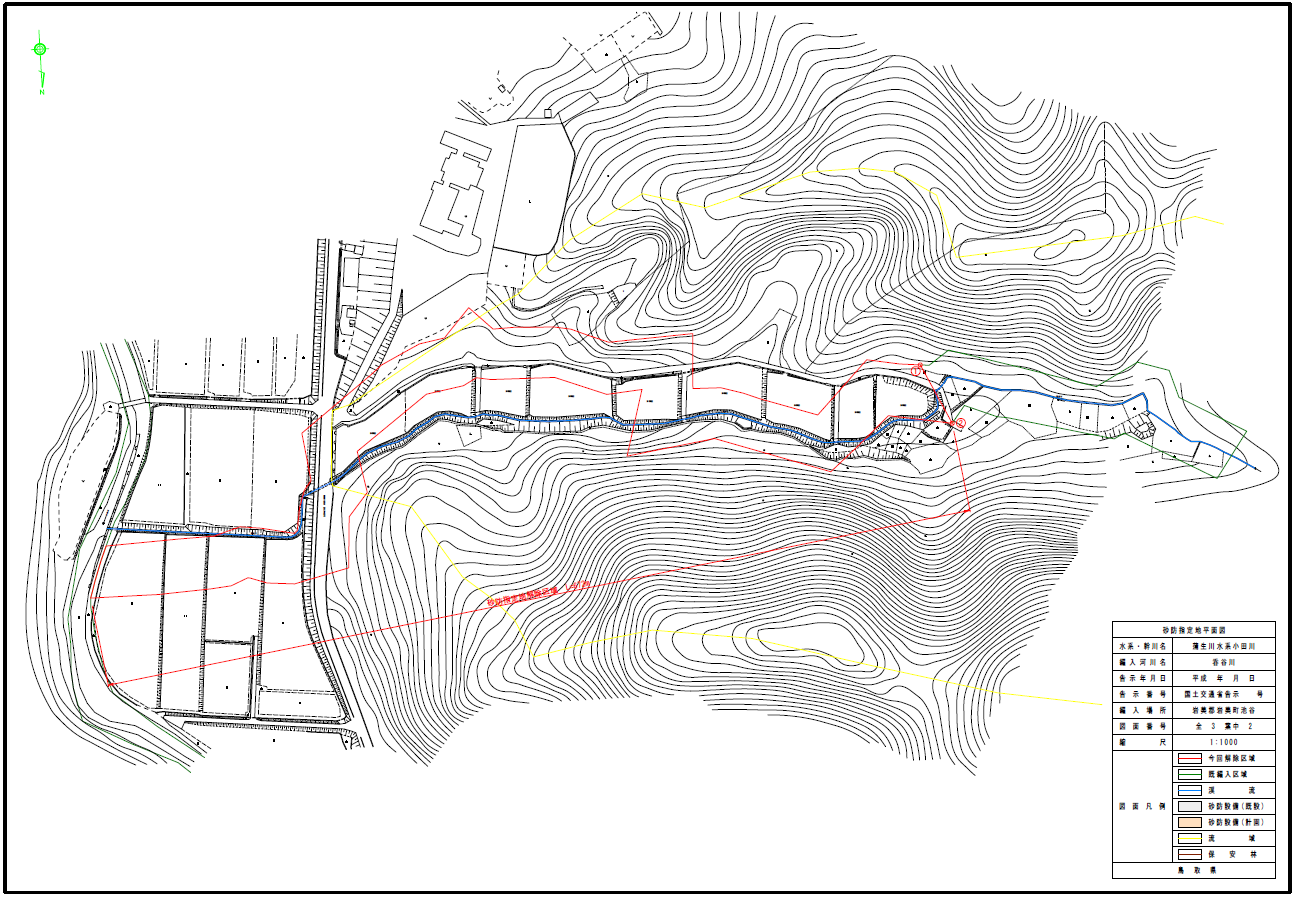 N
①
②
砂防指定地平面図
水系・幹川名 蒲生川水系小田川
編入河川名 呑谷川
告示年月日 平成 年 月 日
告示番号 国土交通省告示 号
編入場所 岩美郡岩美町池谷
図面番号 全 3 葉中 2
縮尺 1:1000
図面凡例
今回解除区域
既編入区域
渓流
砂防設備(既設)
砂防設備(計画)
流域
保安林
鳥取県